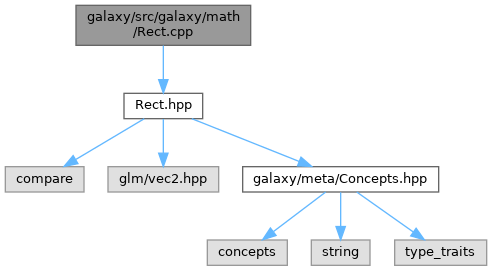 galaxy/src/galaxy/math
/Rect.cpp
Rect.hpp
compare
glm/vec2.hpp
galaxy/meta/Concepts.hpp
concepts
string
type_traits